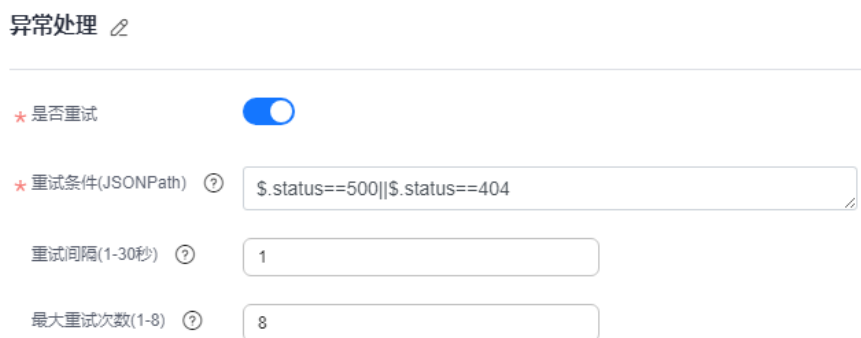 异常处理
* 是否重试
* 重试条件(JSONPath) ? $.status==500||$.status==404
重试间隔(1-30秒) ? 1
最大重试次数(1-8) ? 8